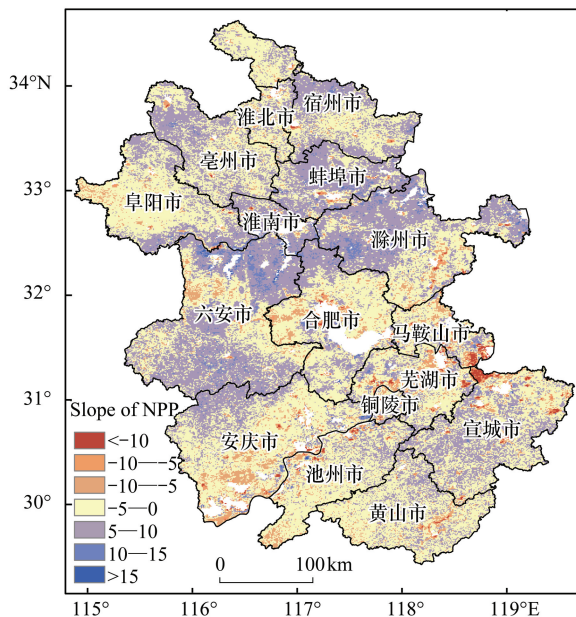 34°N
33°
32°
31°
30°
宿州市
淮北市
亳州市
蚌埠市
阜阳市
淮南市
滁州市
六安市
合肥市
马鞍山市
芜湖市
铜陵市
宣城市
安庆市
池州市
黄山市
Slope of NPP
<-10
-10—-5
-10—-5
-5—0
5—10
10—15
>15
0 100 km
115° 116° 117° 118° 119°E